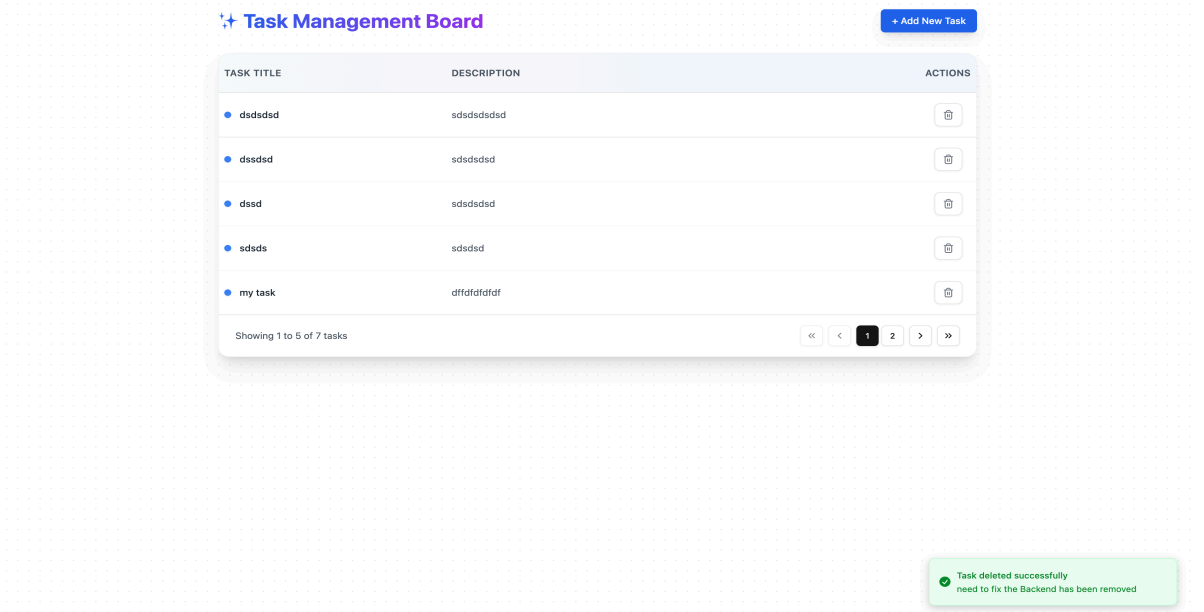 Task Management Board
+ Add New Task
TASK TITLE DESCRIPTION ACTIONS
dsdsdsd sdsdsdsdsd
dssdsd sdsdsdsd
dssd sdsdsdsd
sdsds sdsdsd
my task dffdfdfdfdf
Showing 1 to 5 of 7 tasks « ‹ 1 2 › »
Task deleted successfully
need to fix the Backend has been removed